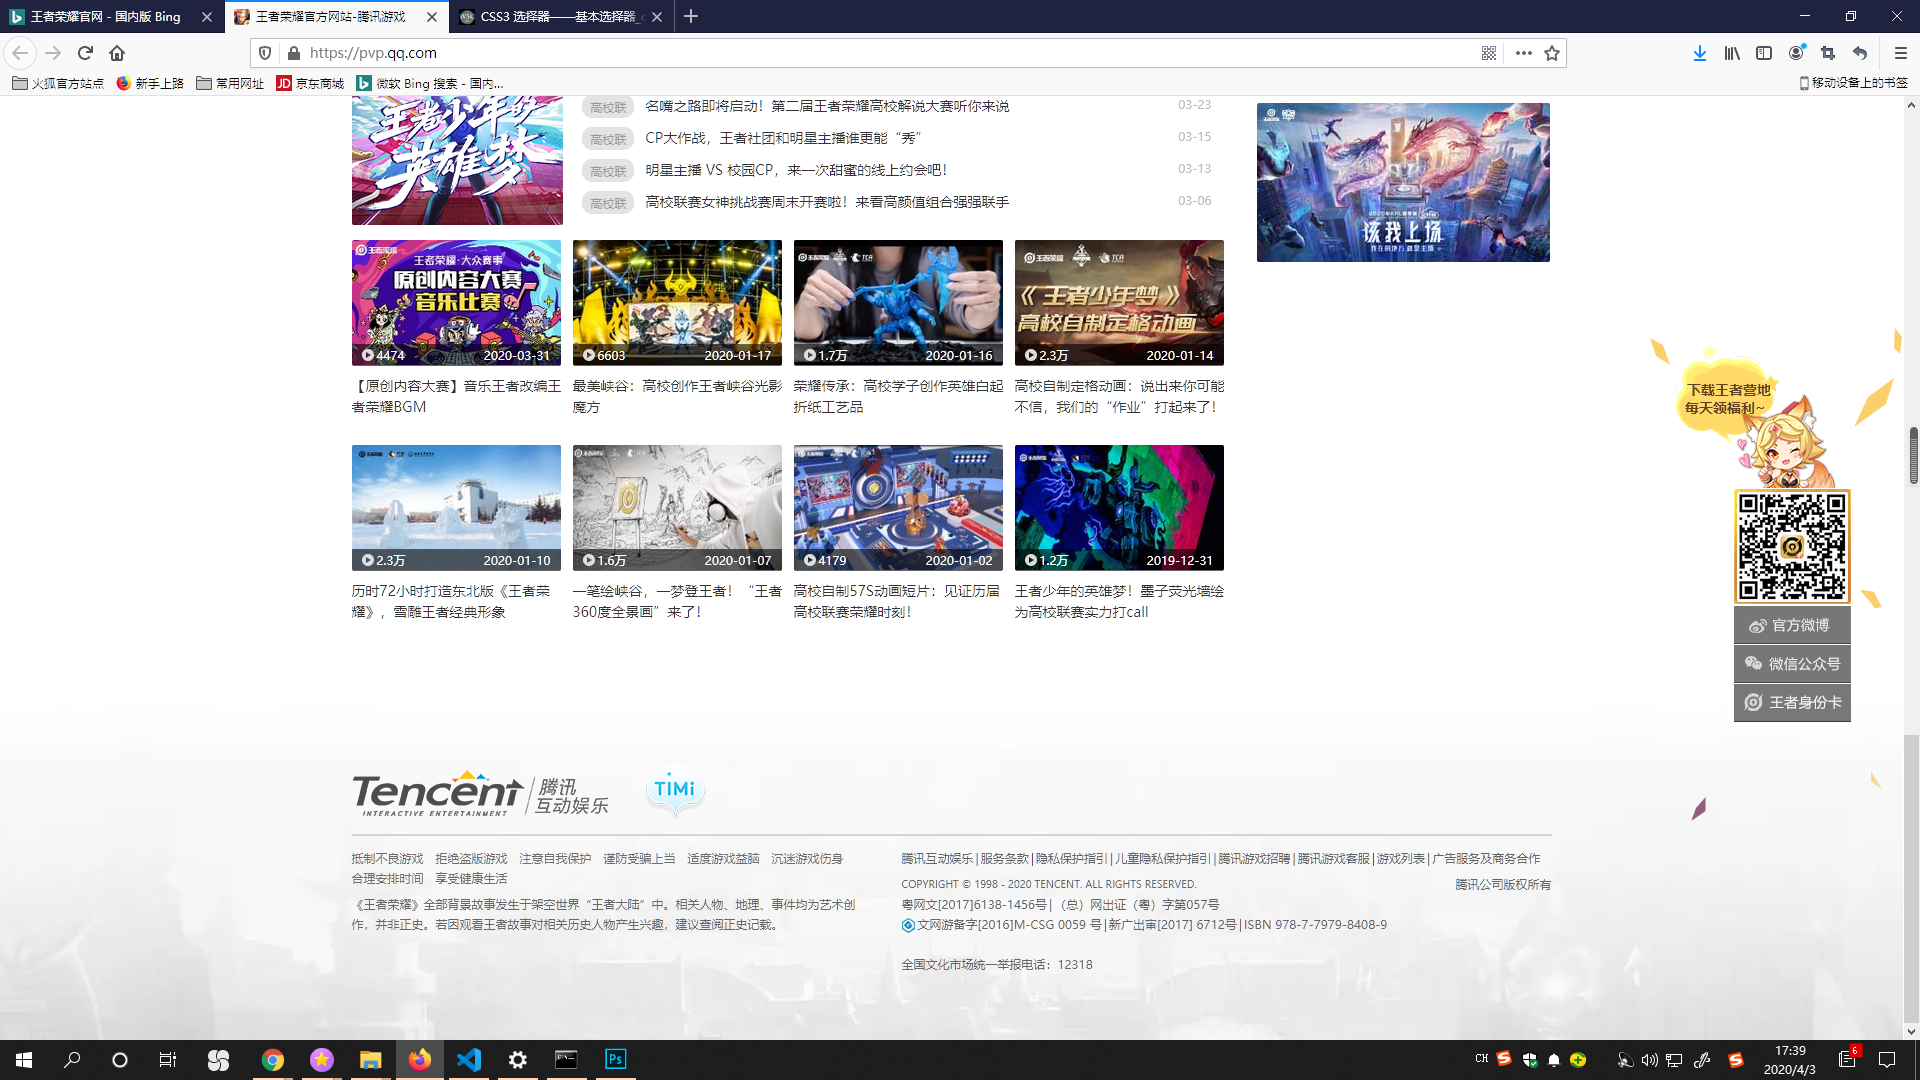 王者荣耀官网 - 国内版 Bing
王者荣耀官方网站-腾讯游戏
CSS3 选择器——基本选择器_c
https://pvp.qq.com
火狐官方站点
新手上路
常用网址
京东商城
微软 Bing 搜索 - 国内...
移动设备上的书签
王者少年的
英雄梦
高校联 名嘴之路即将启动！第二届王者荣耀高校解说大赛听你来说 03-23
高校联 CP大作战，王者社团和明星主播谁更能“秀” 03-15
高校联 明星主播 VS 校园CP，来一次甜蜜的线上约会吧！ 03-13
高校联 高校联赛女神挑战赛周末开赛啦！来看高颜值组合强强联手 03-06
该我上场
王者荣耀
王者荣耀·大众赛事
原创内容大赛
音乐比赛
4474 2020-03-31
【原创内容大赛】音乐王者改编王
者荣耀BGM
6603 2020-01-17
最美峡谷：高校创作王者峡谷光影
魔方
王者荣耀 TCA
1.7万 2020-01-16
荣耀传承：高校学子创作英雄白起
折纸工艺品
王者荣耀 TCA
《王者少年梦》
高校自制定格动画
2.3万 2020-01-14
高校自制定格动画：说出来你可能
不信，我们的“作业”打起来了！
2.3万 2020-01-10
历时72小时打造东北版《王者荣
耀》，雪雕王者经典形象
1.6万 2020-01-07
一笔绘峡谷，一梦登王者！“王者
360度全景画”来了！
4179 2020-01-02
高校自制57S动画短片：见证历届
高校联赛荣耀时刻！
1.2万 2019-12-31
王者少年的英雄梦！墨子荧光墙绘
为高校联赛实力打call
下载王者营地
每天领福利~
官方微博
微信公众号
王者身份卡
Tencent 腾讯
互动娱乐
INTERACTIVE ENTERTAINMENT
TiMi
抵制不良游戏 拒绝盗版游戏 注意自我保护 谨防受骗上当 适度游戏益脑 沉迷游戏伤身
合理安排时间 享受健康生活
《王者荣耀》全部背景故事发生于架空世界“王者大陆”中。相关人物、地理、事件均为艺术创
作，并非正史。若因观看王者故事对相关历史人物产生兴趣，建议查阅正史记载。
腾讯互动娱乐|服务条款|隐私保护指引|儿童隐私保护指引|腾讯游戏招聘|腾讯游戏客服|游戏列表|广告服务及商务合作
COPYRIGHT © 1998 - 2020 TENCENT. ALL RIGHTS RESERVED. 腾讯公司版权所有
粤网文[2017]6138-1456号|（总）网出证（粤）字第057号
文网游备字[2016]M-CSG 0059 号|新广出审[2017] 6712号|ISBN 978-7-7979-8408-9
全国文化市场统一举报电话：12318
CH
17:39
2020/4/3
6
Ps